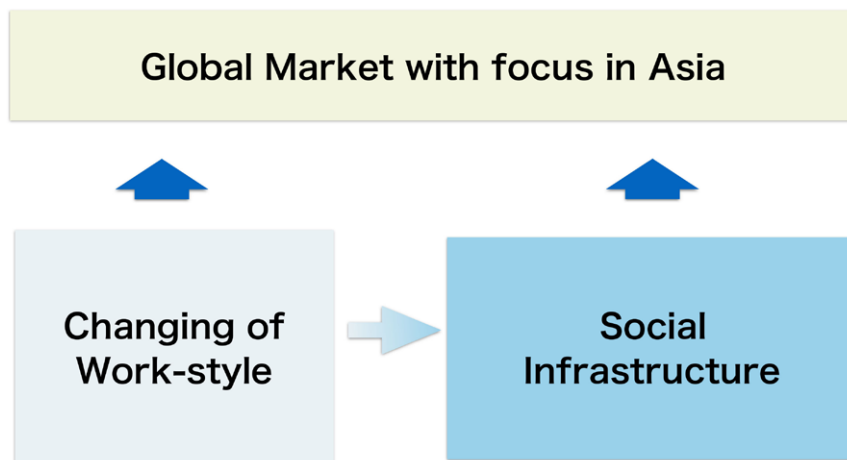 Global Market with focus in Asia
Changing of
Work-style
Social
Infrastructure